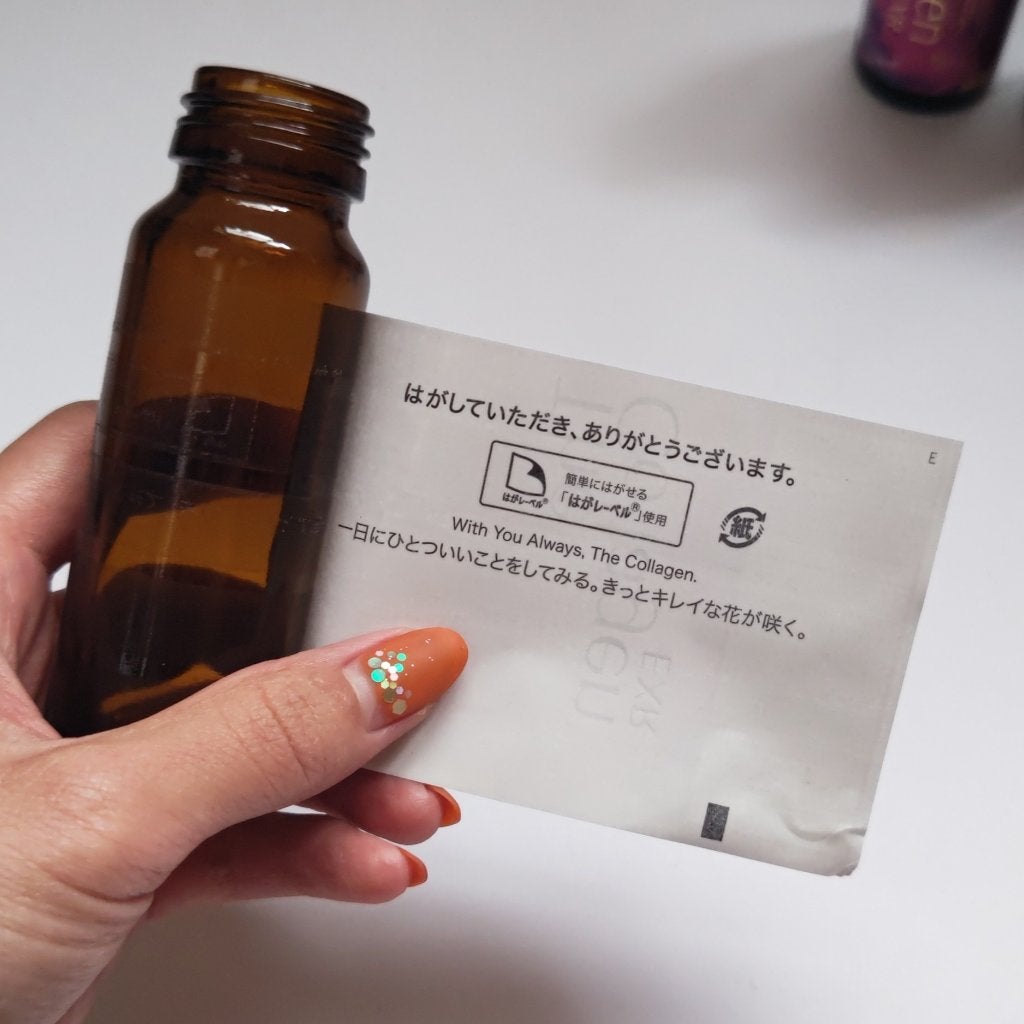 はがしていただき、ありがとうございます。
E
簡単にはがせる
はがレーベル®
「はがレーベル®」使用
紙
With You Always, The Collagen.
一日にひとついいことをしてみる。きっとキレイな花が咲く。
EXR
en